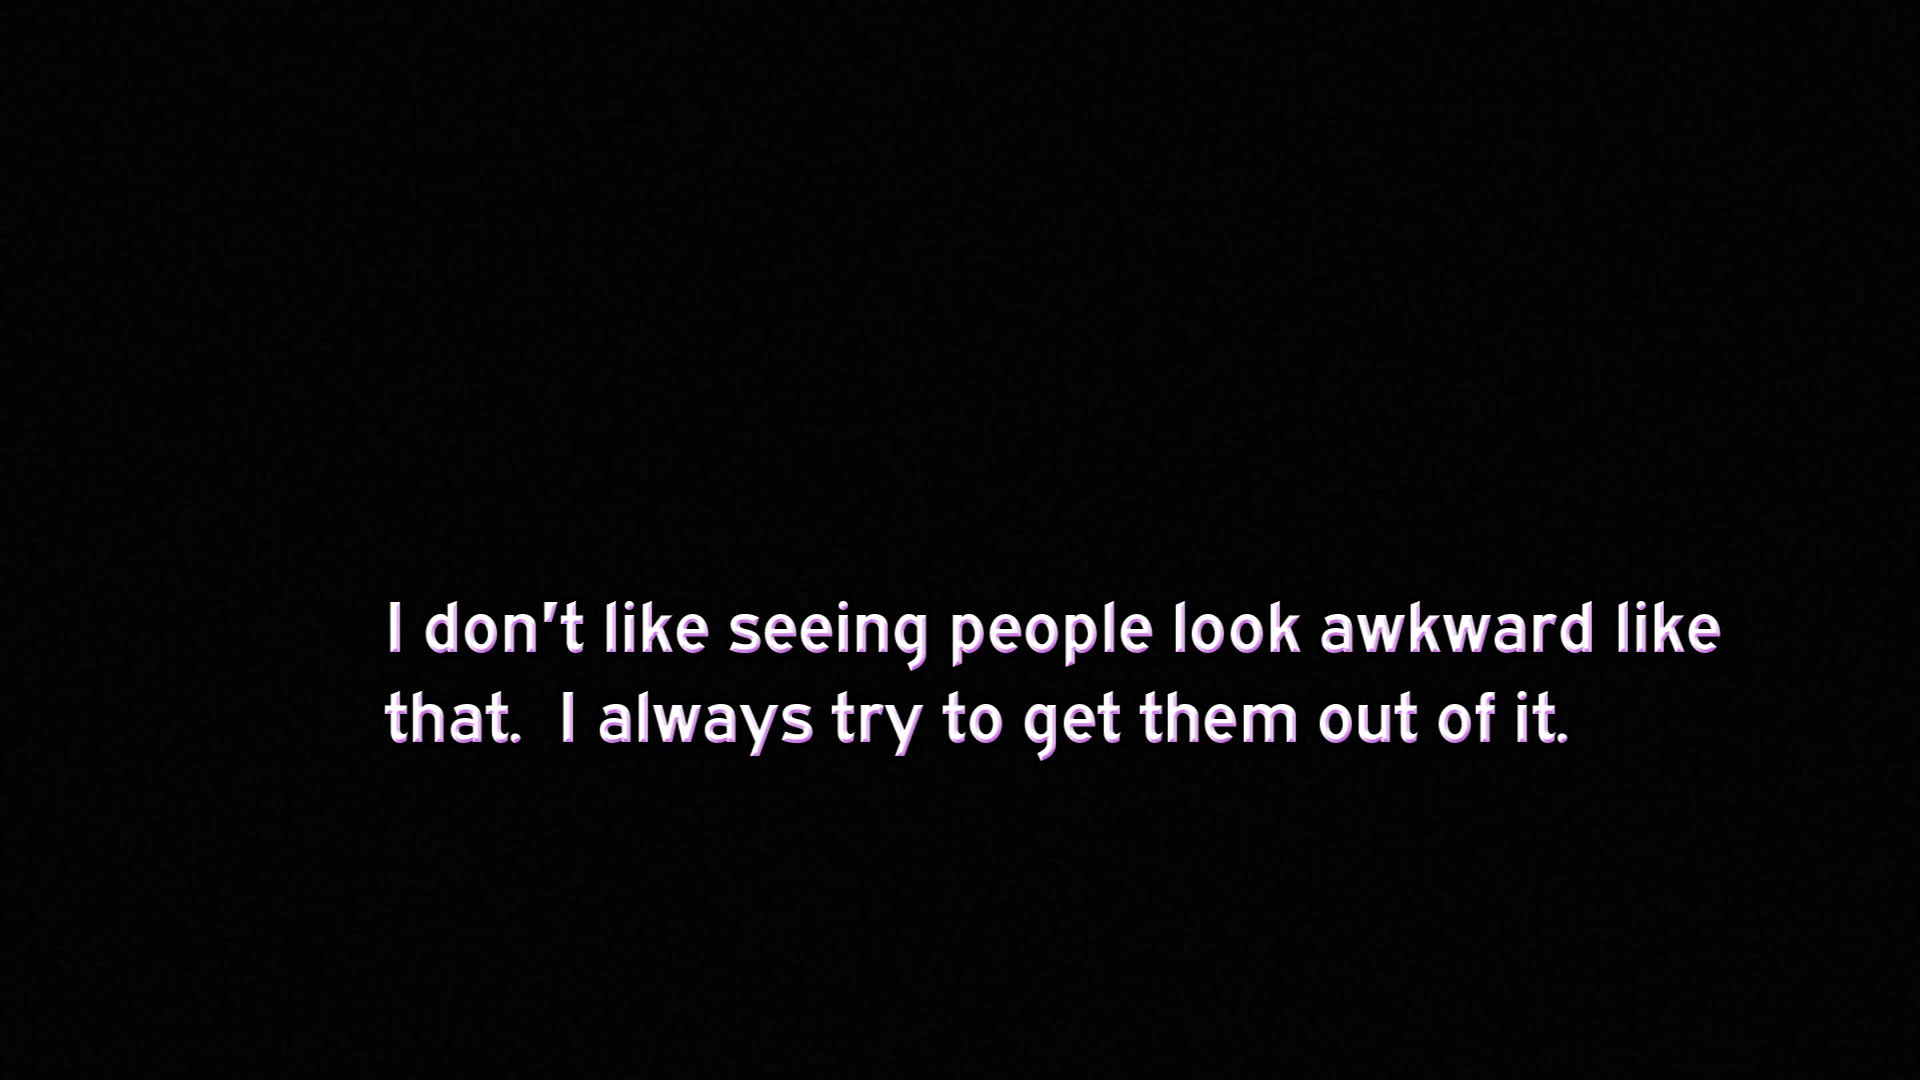 I don't like seeing people look awkward like
that.  I always try to get them out of it.